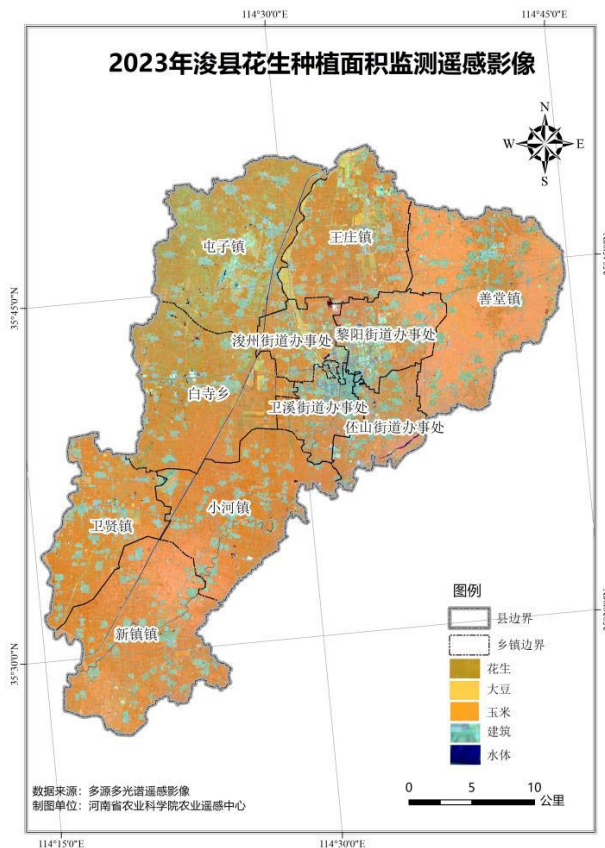 114°30'0"E
114°45'0"E
2023年浚县花生种植面积监测遥感影像
N
W
E
S
屯子镇
王庄镇
善堂镇
35°45'0"N
浚州街道办事处
黎阳街道办事处
白寺乡
卫溪街道办事处
伾山街道办事处
小河镇
卫贤镇
新镇镇
35°30'0"N
图例
县边界
乡镇边界
花生
大豆
玉米
建筑
水体
数据来源：多源多光谱遥感影像
制图单位：河南省农业科学院农业遥感中心
0 5 10
公里
114°15'0"E
114°30'0"E